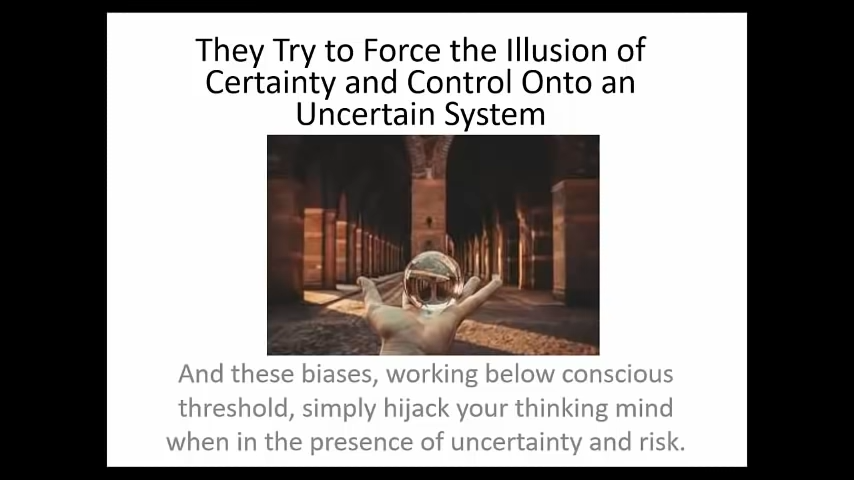 They Try to Force the Illusion of
Certainty and Control Onto an
Uncertain System
And these biases, working below conscious
threshold, simply hijack your thinking mind
when in the presence of uncertainty and risk.